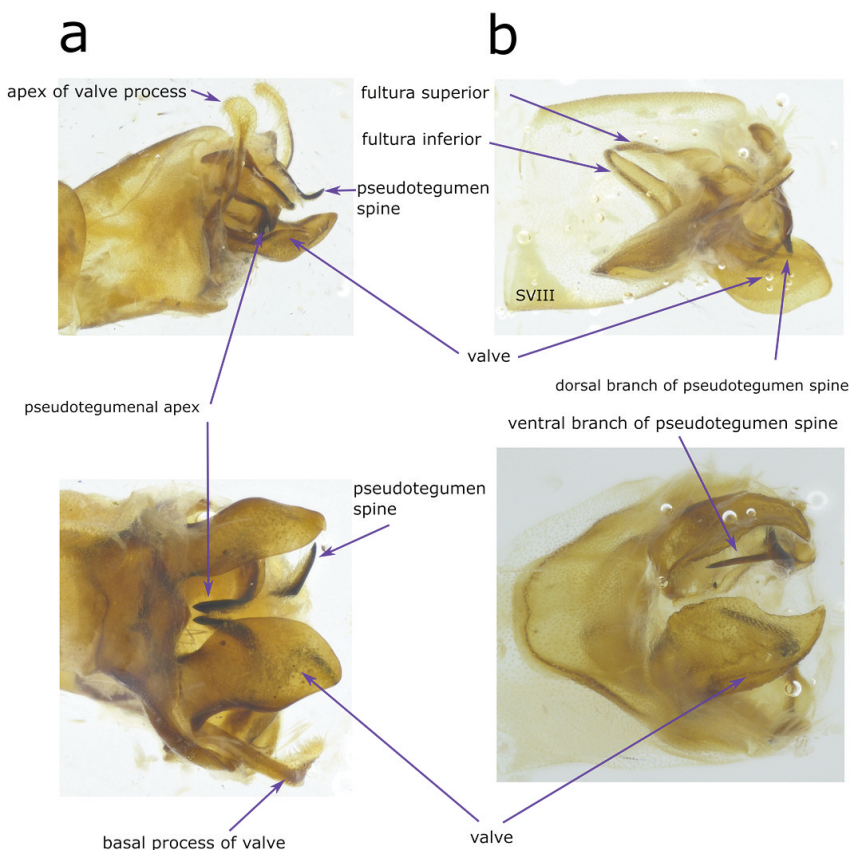 a
b
apex of valve process
fultura superior
fultura inferior
pseudotegumen
spine
SVIII
valve
dorsal branch of pseudotegumen spine
pseudotegumenal apex
ventral branch of pseudotegumen spine
pseudotegumen
spine
basal process of valve
valve